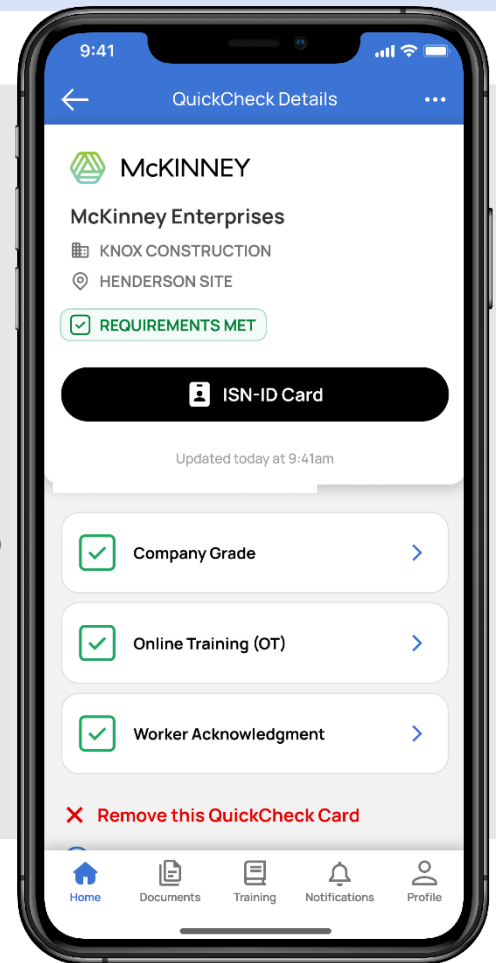 9:41
QuickCheck Details
McKINNEY
McKinney Enterprises
KNOX CONSTRUCTION
HENDERSON SITE
REQUIREMENTS MET
ISN-ID Card
Updated today at 9:41am
Company Grade
Online Training (OT)
Worker Acknowledgment
Remove this QuickCheck Card
Home Documents Training Notifications Profile